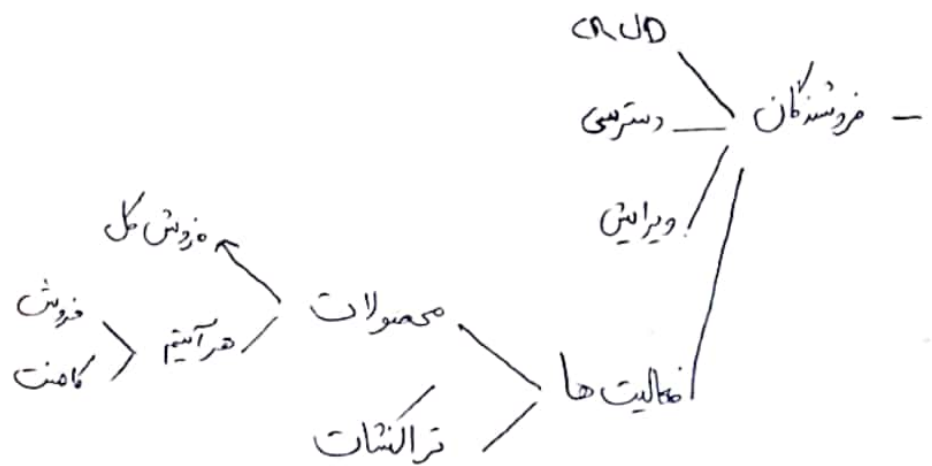 CRUD
- فروشندگان
دسترسی
ویرایش
فعالیت ها
محصولات
فروش کل
هر آیتم
فروش
کامنت
تراکنشات